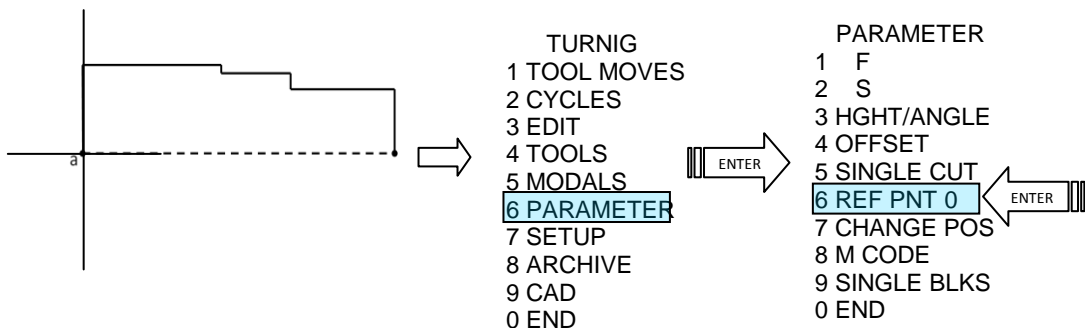 a
TURNIG
1 TOOL MOVES
2 CYCLES
3 EDIT
4 TOOLS
5 MODALS
6 PARAMETER
7 SETUP
8 ARCHIVE
9 CAD
0 END
ENTER
PARAMETER
1 F
2 S
3 HGHT/ANGLE
4 OFFSET
5 SINGLE CUT
6 REF PNT 0
7 CHANGE POS
8 M CODE
9 SINGLE BLKS
0 END
ENTER